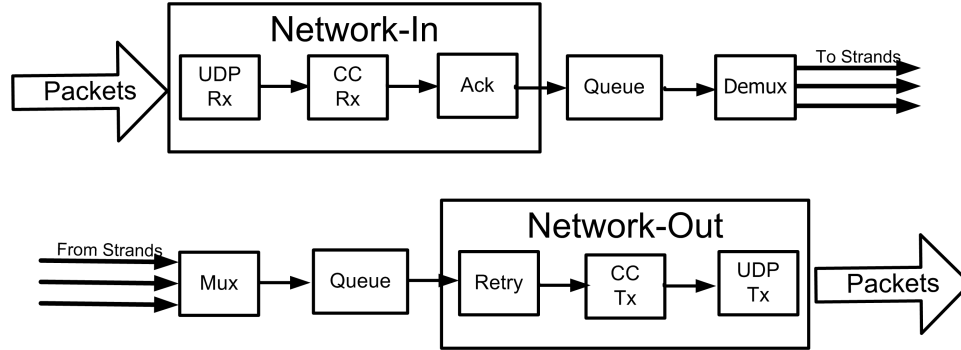 Network-In
Packets
UDP
Rx
CC
Rx
Ack
Queue
Demux
To Strands
Network-Out
From Strands
Mux
Queue
Retry
CC
Tx
UDP
Tx
Packets